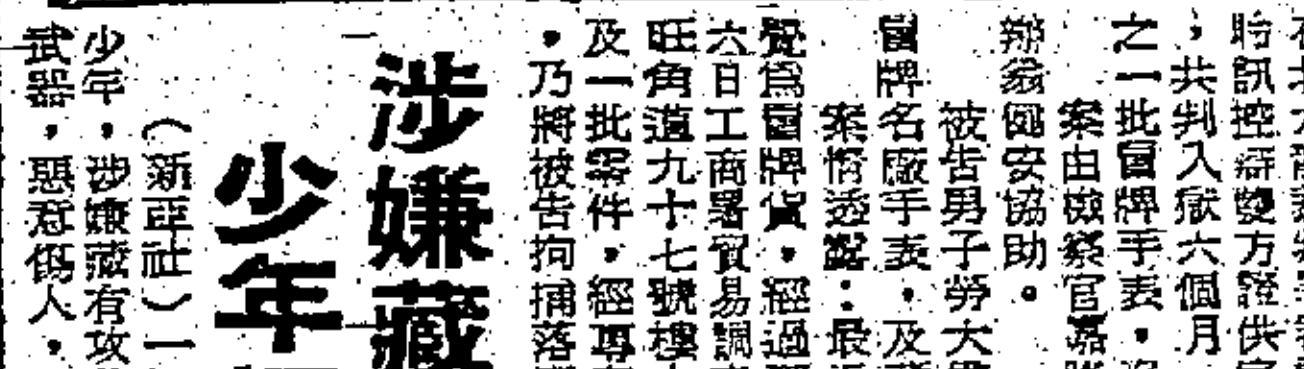 聆訊控辯雙方證供
，共判入獄六個月
之一批冒牌手表，
案由檢察官嘉
翁國安協助。
被告男子勞大
冒牌名廠手表，及
案情透露：最
覺爲冒牌貨，經過
六日工商署貿易調
旺角道九十七號樓
及一批零件，經專
，乃將被告拘捕落
涉嫌藏
少年
（新亞社）一
少年，涉嫌藏有攻
武器，惡意傷人，